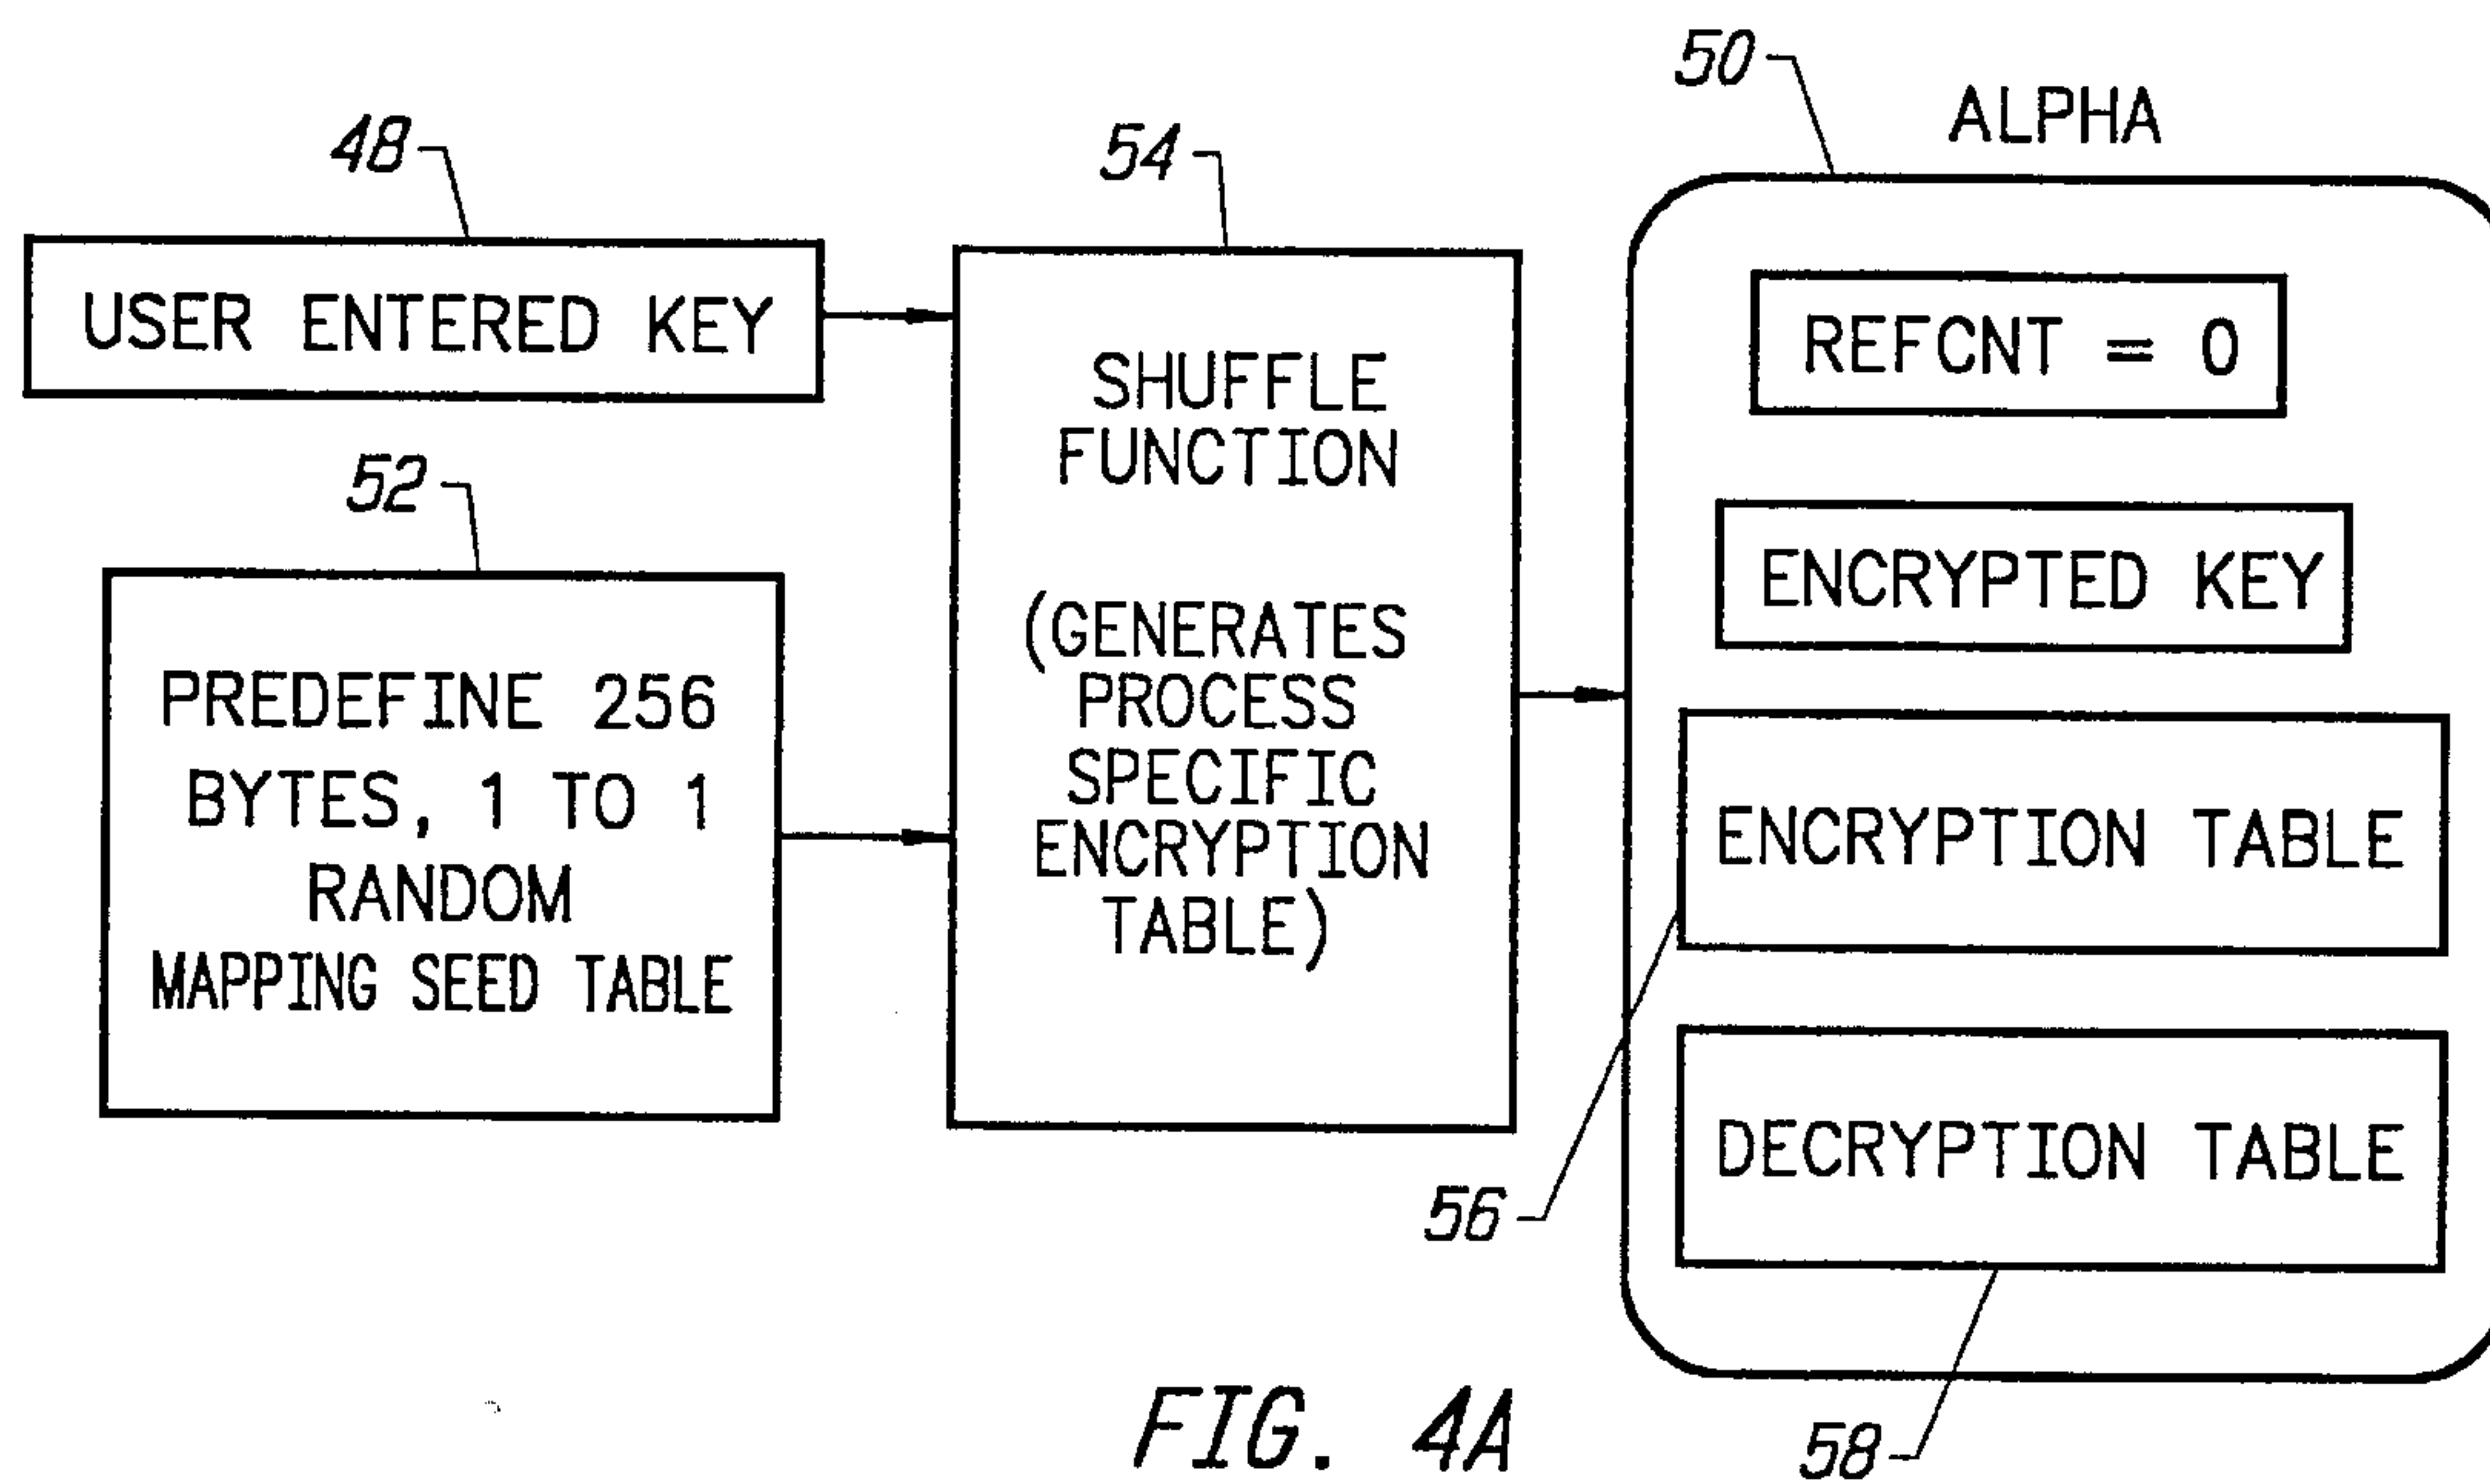 48
USER ENTERED KEY
52
PREDEFINE 256
BYTES, 1 TO 1
RANDOM
MAPPING SEED TABLE
54
SHUFFLE
FUNCTION
(GENERATES
PROCESS
SPECIFIC
ENCRYPTION
TABLE)
50
ALPHA
REFCNT = 0
ENCRYPTED KEY
ENCRYPTION TABLE
56
DECRYPTION TABLE
58
FIG. 4A